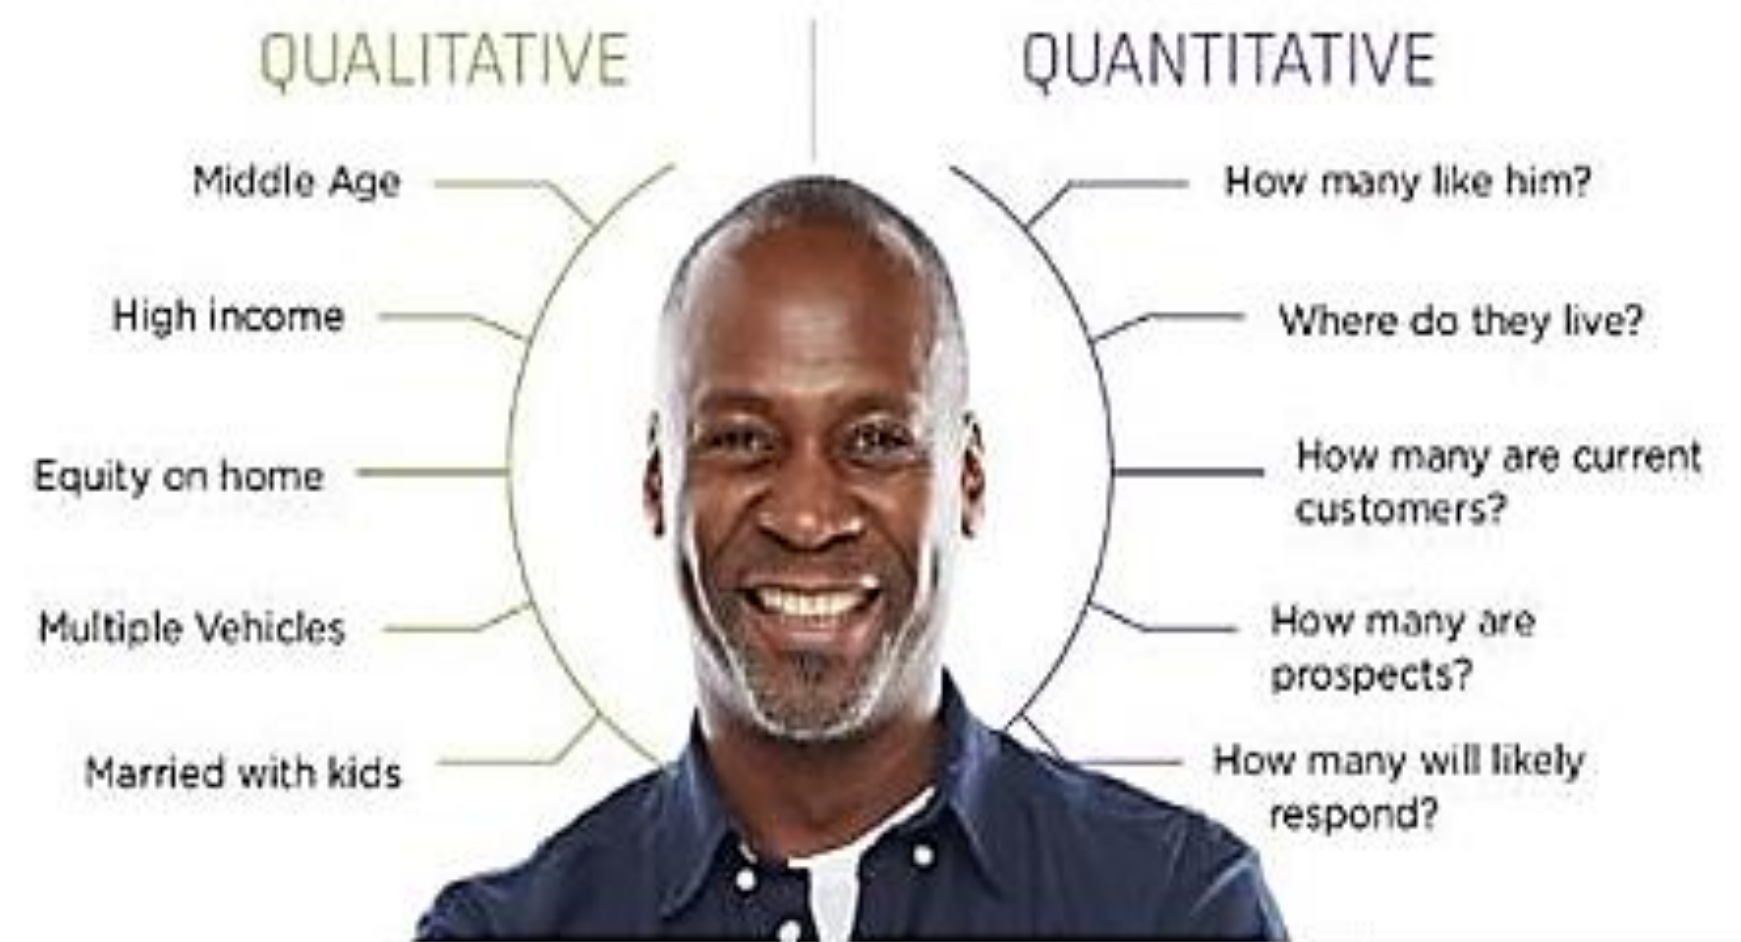 QUALITATIVE
QUANTITATIVE
Middle Age
High income
Equity on home
Multiple Vehicles
Married with kids
How many like him?
Where do they live?
How many are current
customers?
How many are
prospects?
How many will likely
respond?